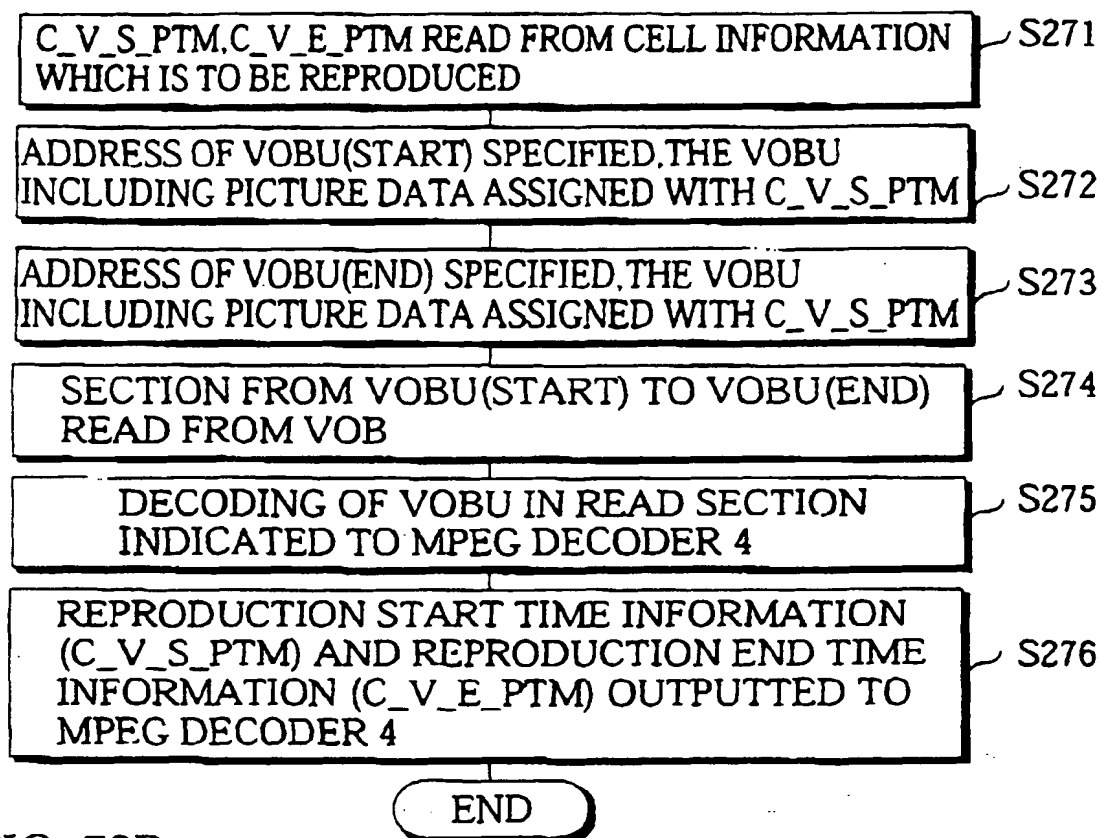 C_V_S_PTM,C_V_E_PTM READ FROM CELL INFORMATION
WHICH IS TO BE REPRODUCED
S271
ADDRESS OF VOBU(START) SPECIFIED,THE VOBU
INCLUDING PICTURE DATA ASSIGNED WITH C_V_S_PTM
S272
ADDRESS OF VOBU(END) SPECIFIED,THE VOBU
INCLUDING PICTURE DATA ASSIGNED WITH C_V_S_PTM
S273
SECTION FROM VOBU(START) TO VOBU(END)
READ FROM VOB
S274
DECODING OF VOBU IN READ SECTION
INDICATED TO MPEG DECODER 4
S275
REPRODUCTION START TIME INFORMATION
(C_V_S_PTM) AND REPRODUCTION END TIME
INFORMATION (C_V_E_PTM) OUTPUTTED TO
MPEG DECODER 4
S276
END